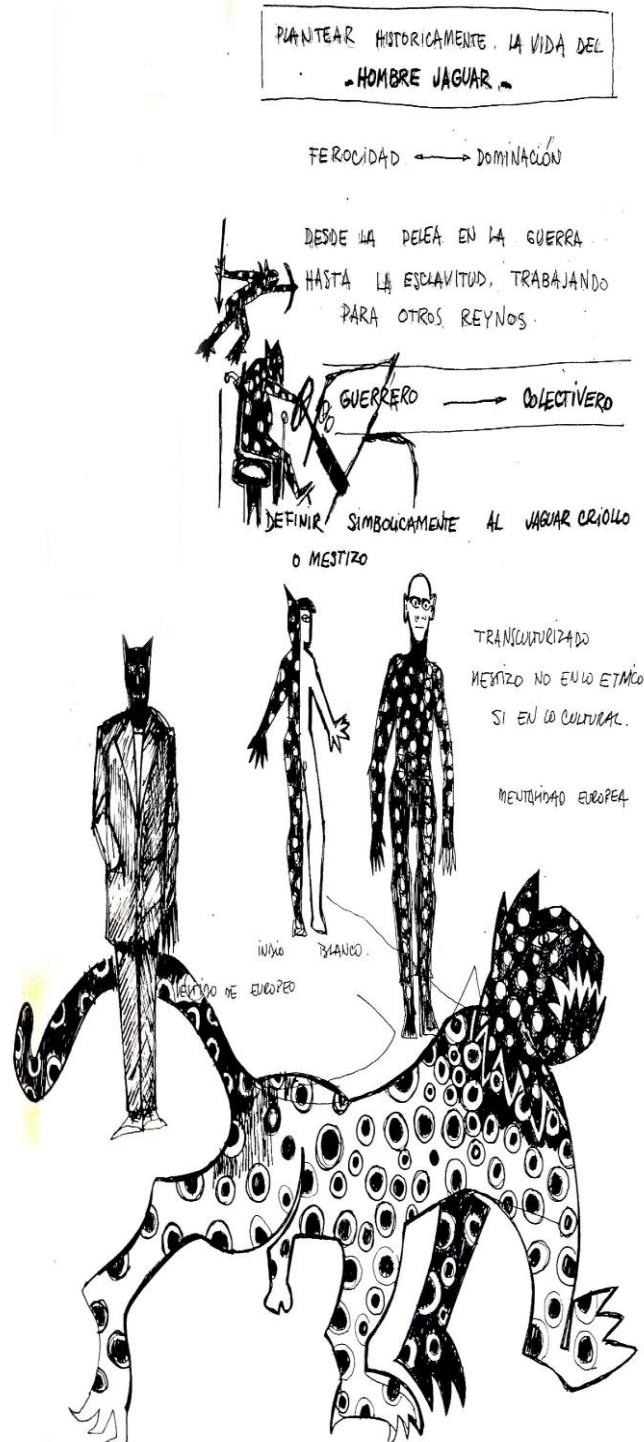 PLANTEAR HISTORICAMENTE. LA VIDA DEL
- HOMBRE JAGUAR -
FEROCIDAD ⟷ DOMINACIÓN
DESDE LA PELEA EN LA GUERRA
HASTA LA ESCLAVITUD, TRABAJANDO
PARA OTROS REYNOS.
GUERRERO ⟶ COLECTIVERO
DEFINIR SIMBOLICAMENTE AL JAGUAR CRIOLLO
O MESTIZO
TRANSCULTURIZADO
MESTIZO NO EN LO ETNICO
SI EN LO CULTURAL.
MENTALIDAD EUROPEA
INDIO BLANCO.
VESTIDO DE EUROPEO